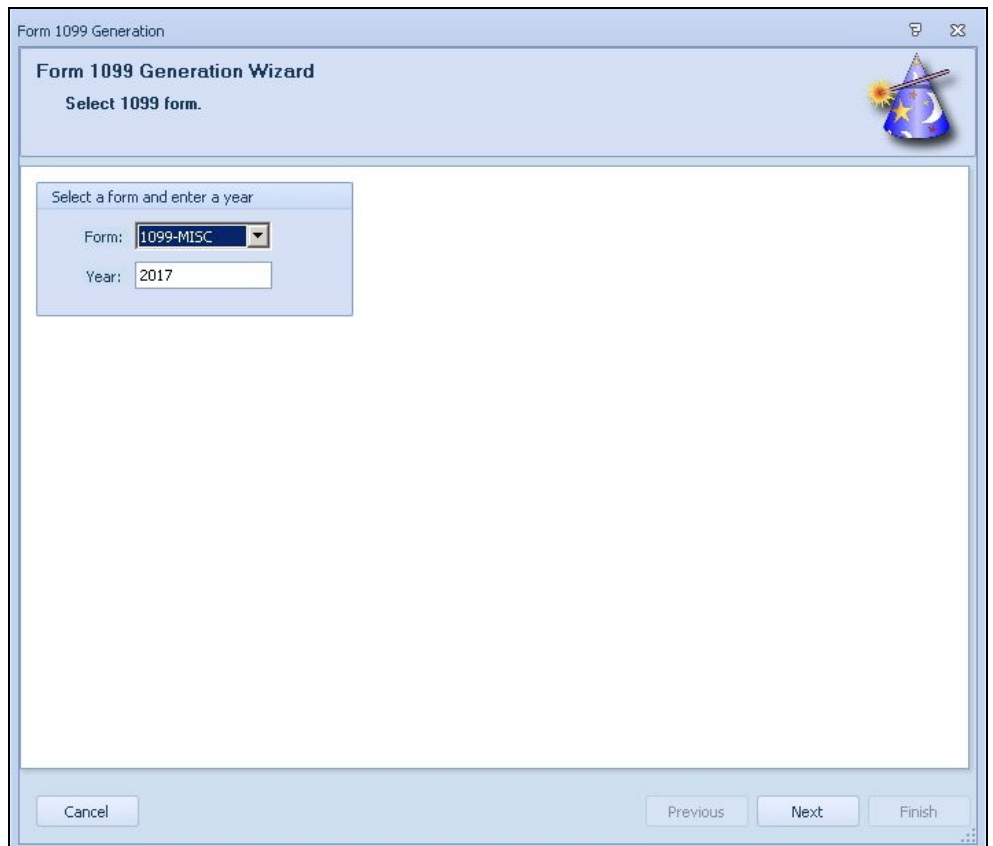 Form 1099 Generation
Form 1099 Generation Wizard
Select 1099 form.
Select a form and enter a year
Form: 1099-MISC
Year: 2017
Cancel Previous Next Finish